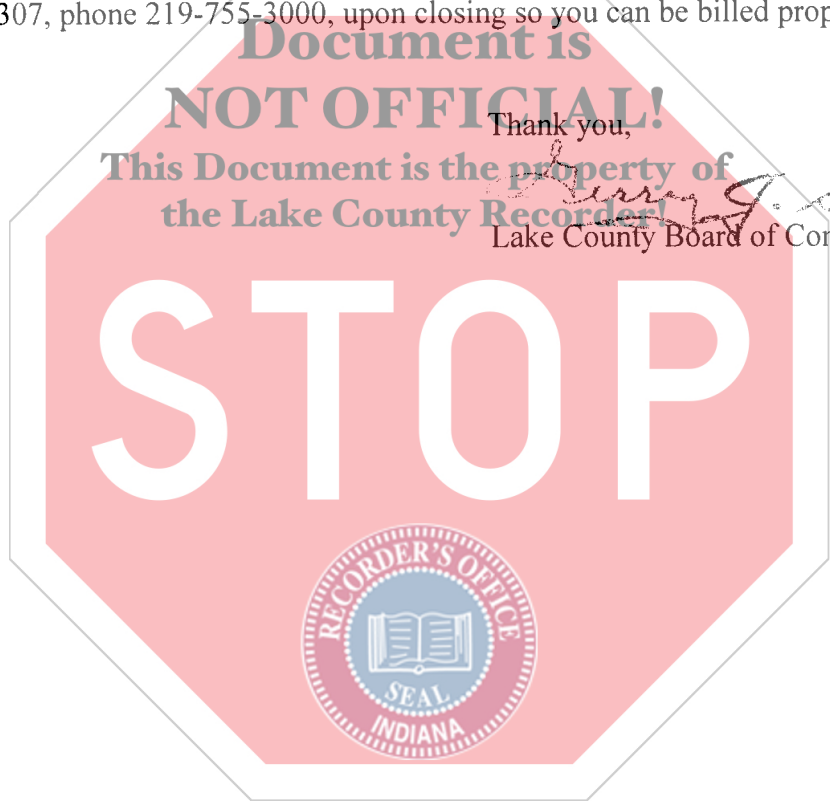 307, phone 219-755-3000, upon closing so you can be billed prop
Document is
NOT OFFICIAL!
Thank you,
This Document is the property of
the Lake County Recorder!
Lake County Board of Com
STOP
RECORDER'S OFFICE
SEAL
INDIANA